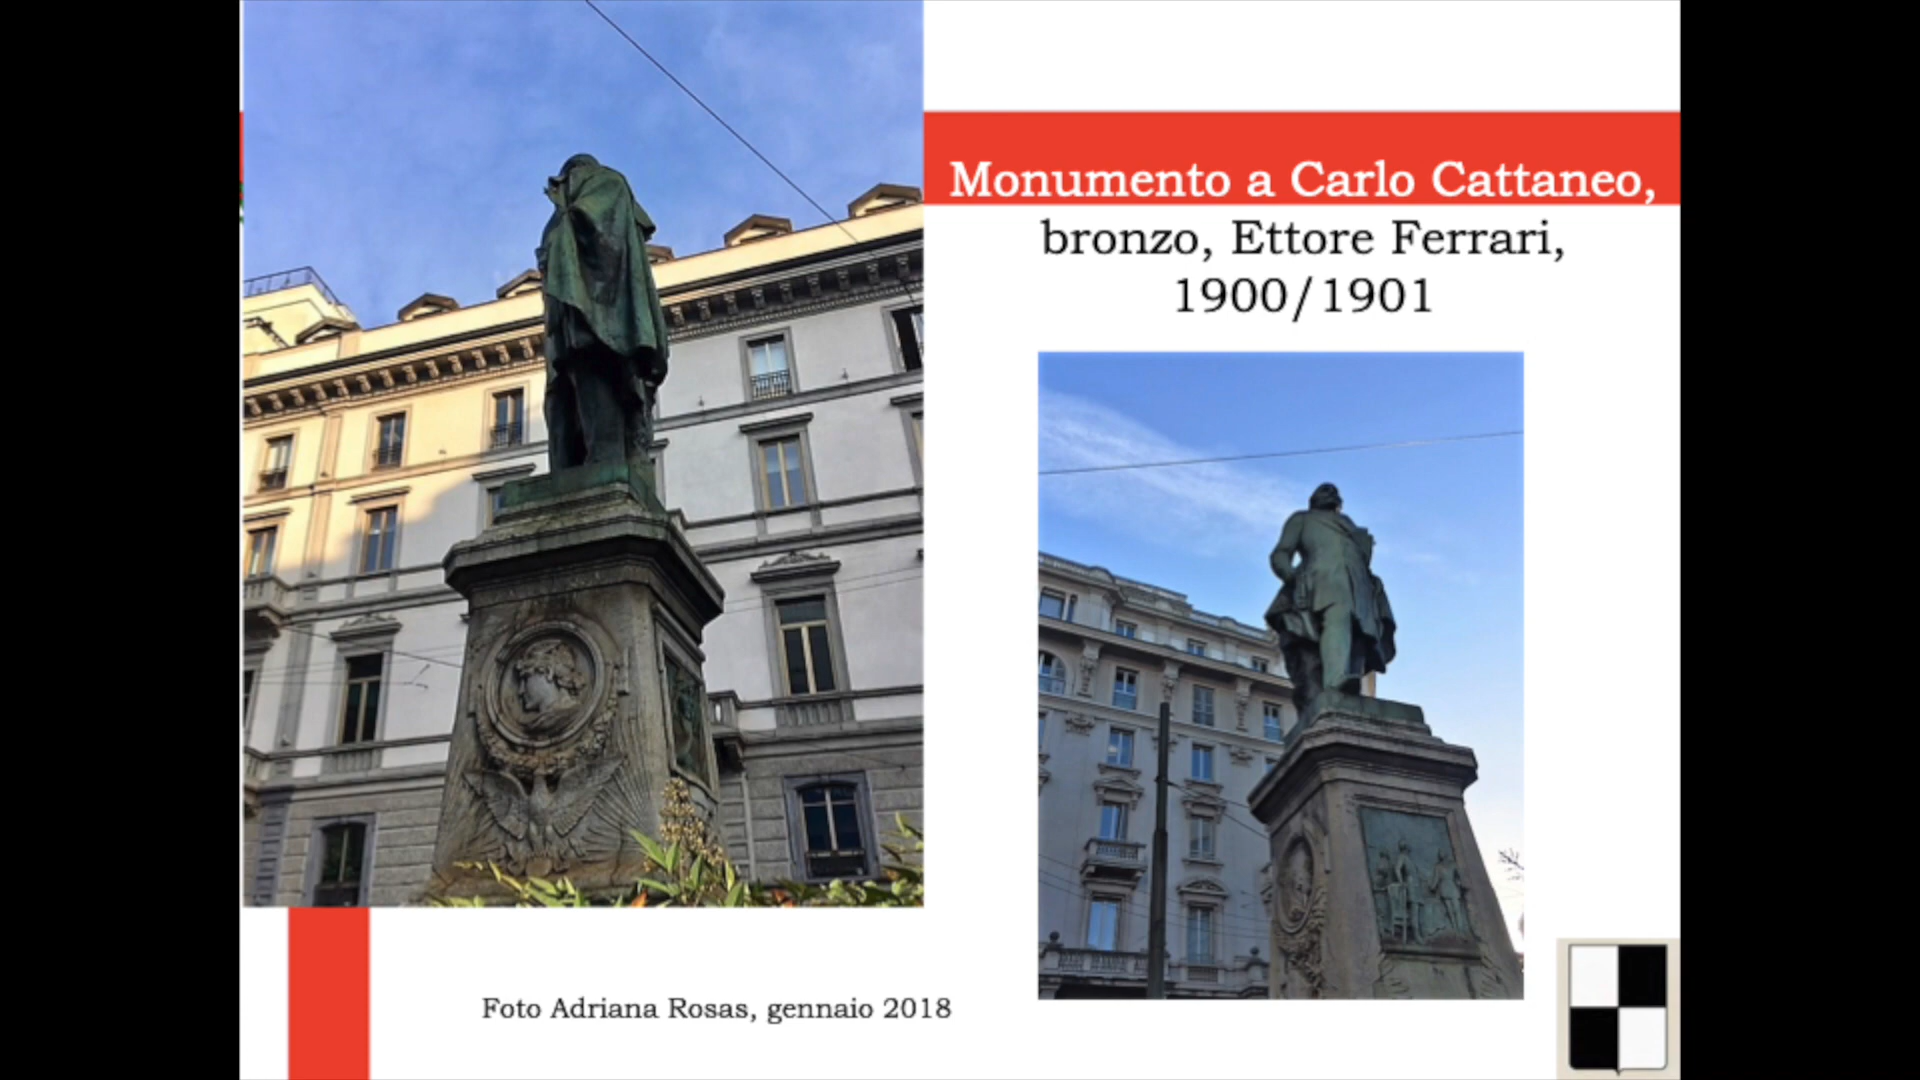 Monumento a Carlo Cattaneo,
bronzo, Ettore Ferrari,
1900/1901
Foto Adriana Rosas, gennaio 2018